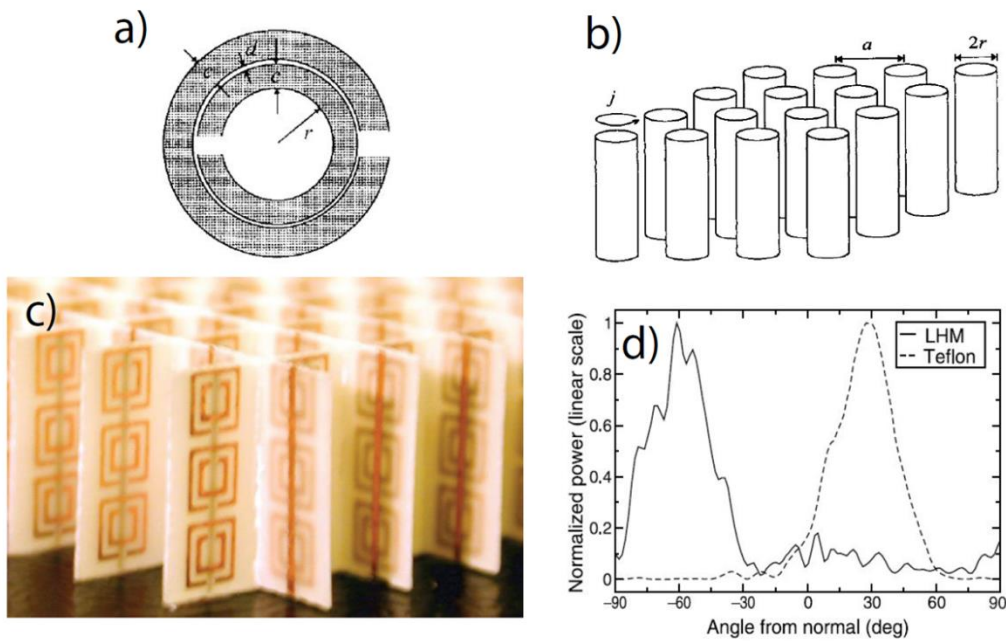 a)
d
c
c
r
b)
a
2r
j
c)
d)
LHM
Teflon
Normalized power (linear scale)
1
0.8
0.6
0.4
0.2
0
−90
−60
−30
0
30
60
90
Angle from normal (deg)